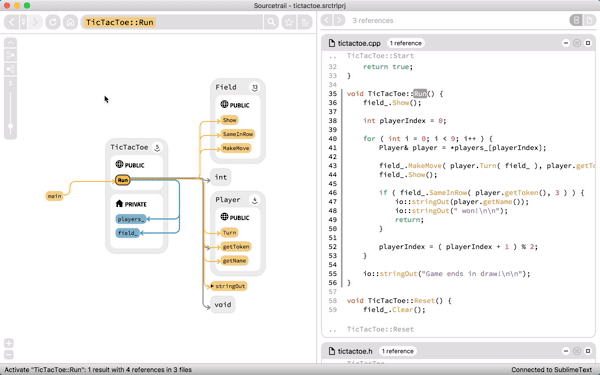 Sourcetrail - tictactoe.srctrlprj
TicTacToe::Run
3 references
Field
13
PUBLIC
Show
SameInRow
MakeMove
TicTacToe
5
PUBLIC
Run
int
main
PRIVATE
players_
field_
Player
PUBLIC
Turn
getToken
getName
stringOut
void
tictactoe.cpp
1 reference
.. TicTacToe::Start
32 return true;
33 }
34
35 void TicTacToe::Run() {
36 field_.Show();
37
38 int playerIndex = 0;
39
40 for ( int i = 0; i < 9; i++ ) {
41 Player& player = *players_[playerIndex];
42
43 field_.MakeMove( player.Turn( field_ ), player.getTo
44 field_.Show();
45
46 if ( field_.SameInRow( player.getToken(), 3 ) ) {
47 io::stringOut(player.getName());
48 io::stringOut(" won!\n\n");
49 return;
50 }
51
52 playerIndex = ( playerIndex + 1 ) % 2;
53 }
54
55 io::stringOut("Game ends in draw!\n\n");
56 }
57
58 void TicTacToe::Reset() {
59 field_.Clear();
.. TicTacToe::Reset
tictactoe.h
1 reference
Activate "TicTacToe::Run": 1 result with 4 references in 3 files
Connected to SublimeText